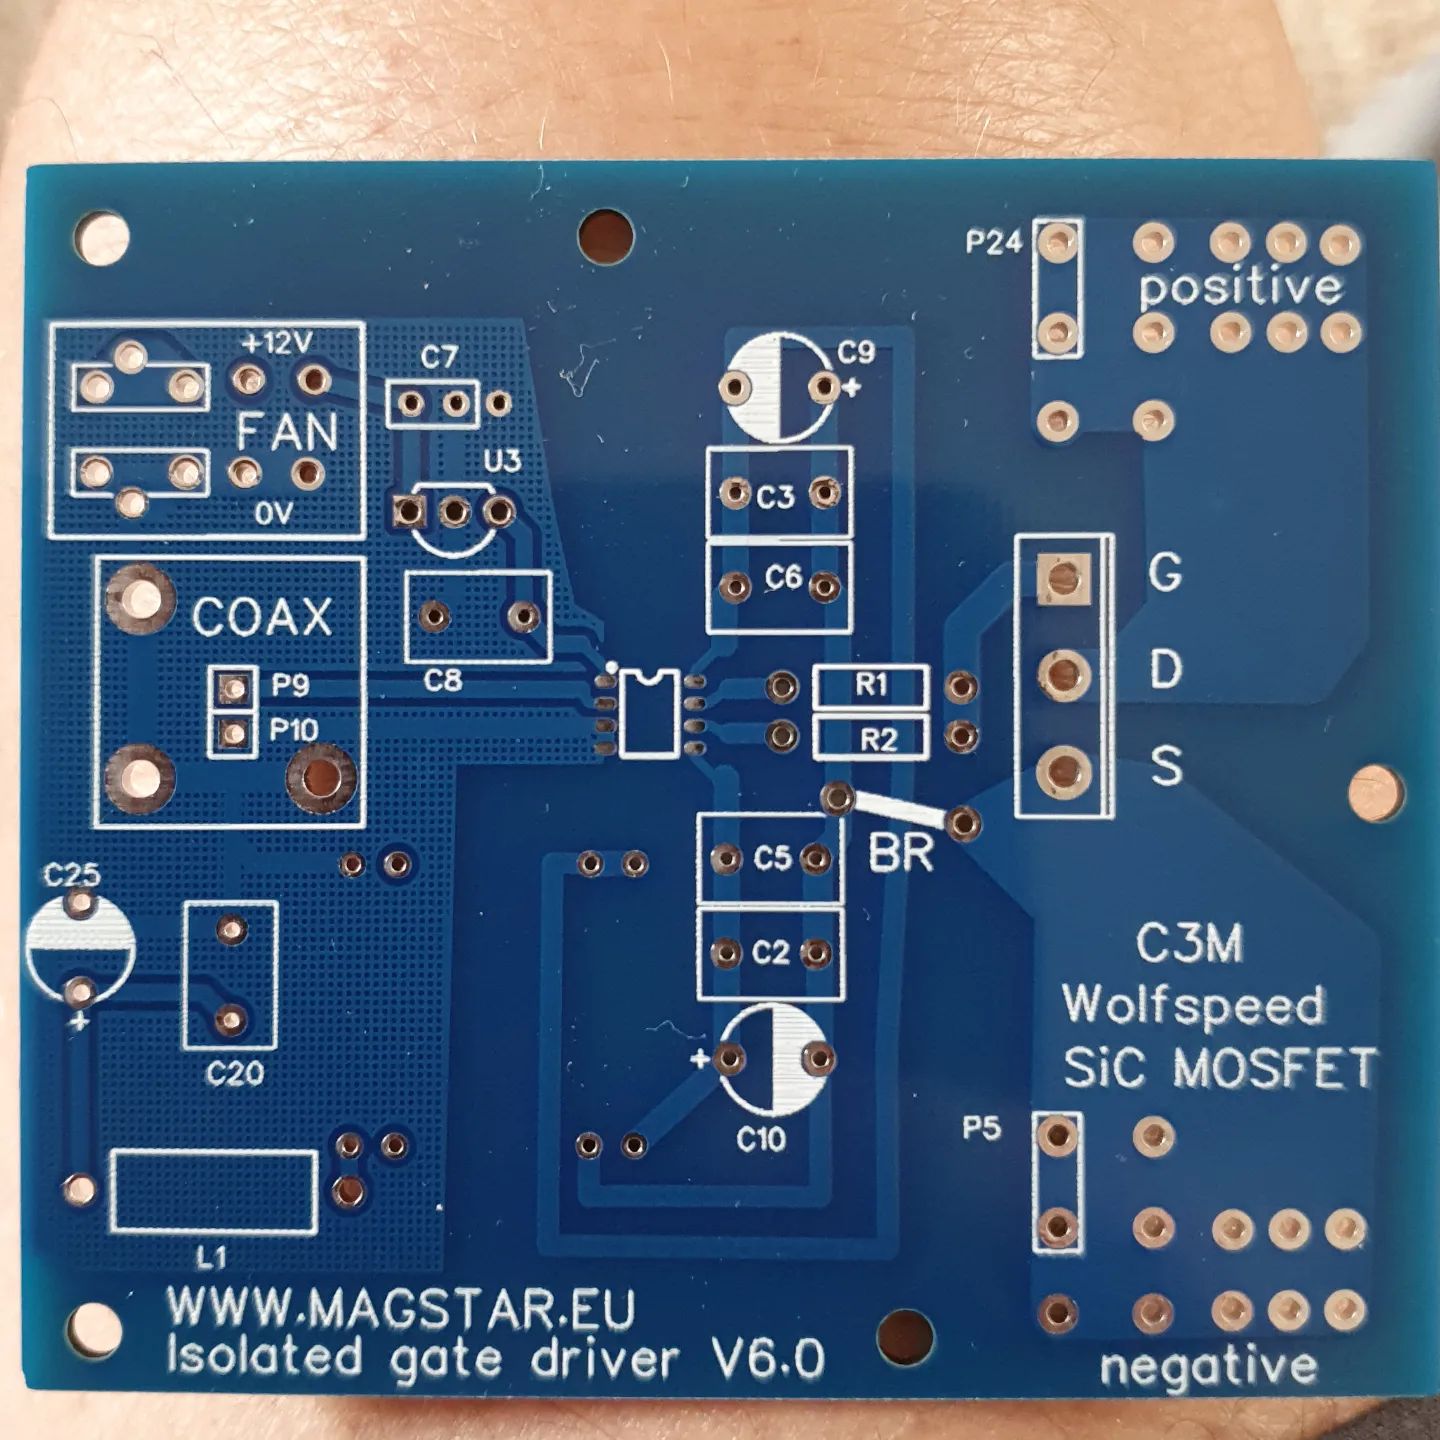 P24
positive
+12V
C7
C9
+
FAN
U3
0V
C3
C6
G
COAX
D
P9
C8
R1
P10
R2
S
C25
C5
BR
+
C2
C3M
Wolfspeed
SiC MOSFET
C20
+
P5
C10
L1
WWW.MAGSTAR.EU
Isolated gate driver V6.0
negative